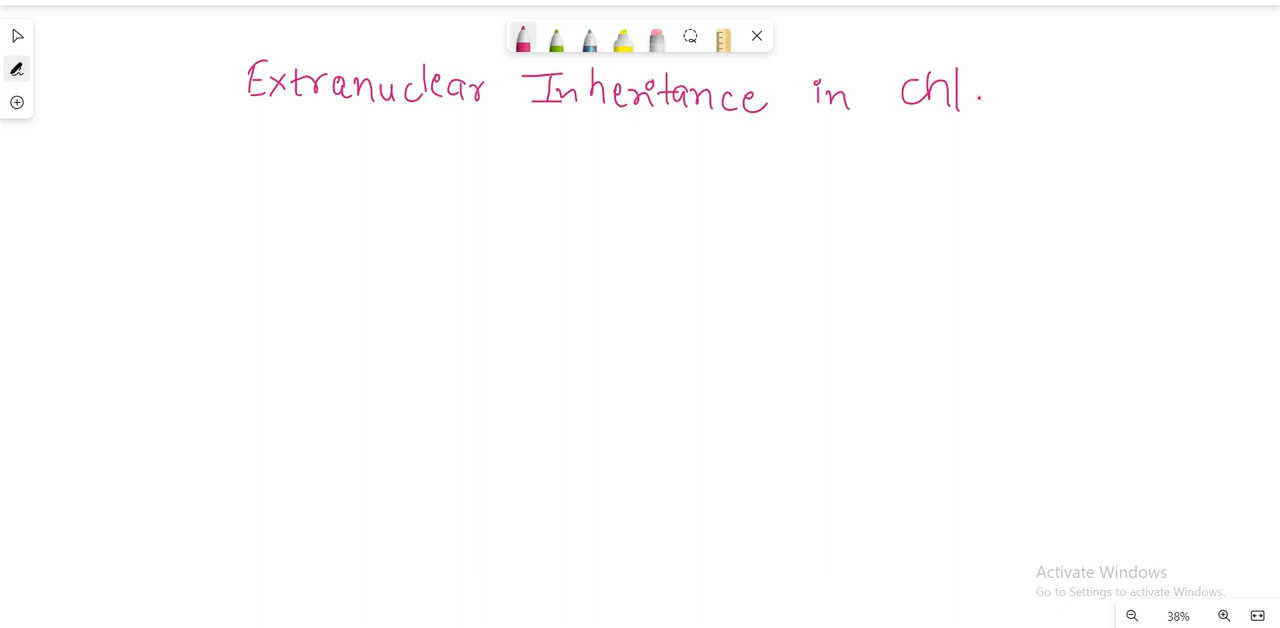 Extranuclear Inheritance in Chl.
Activate Windows
Go to Settings to activate Windows.
38%